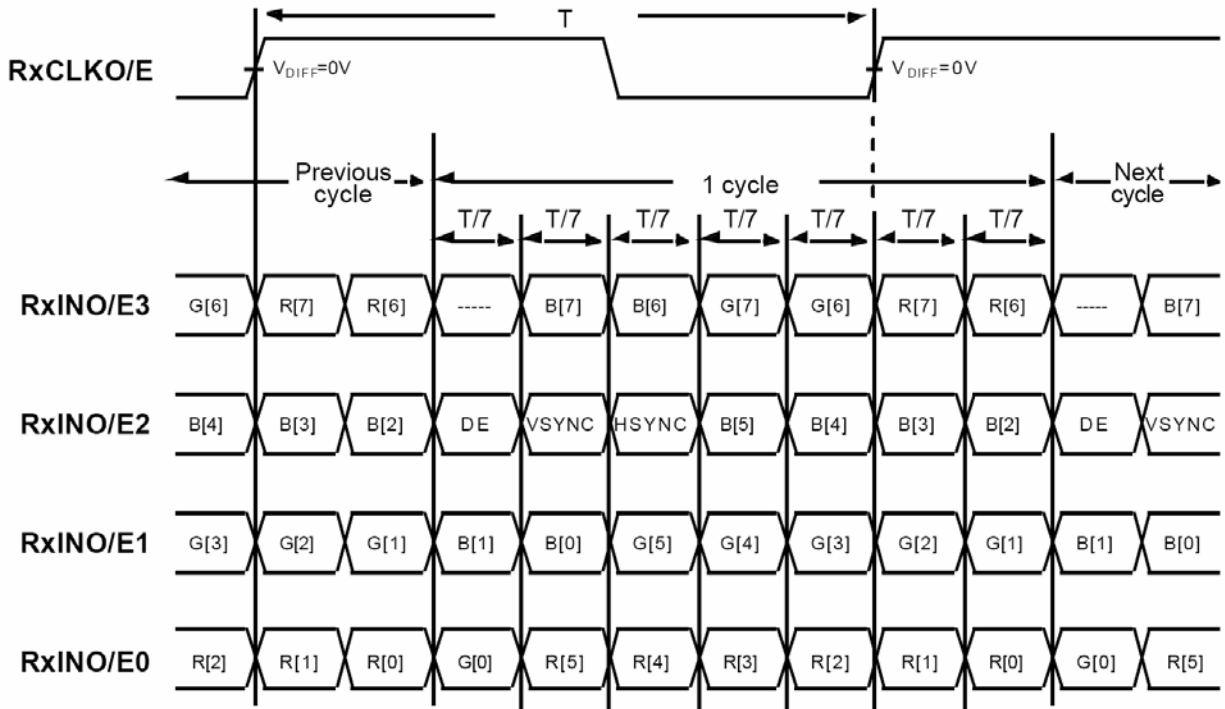 T
RxCLKO/E
VDIFF=0V VDIFF=0V
Previous cycle
1 cycle
Next cycle
T/7 T/7 T/7 T/7 T/7 T/7 T/7
RxINO/E3 G[6] R[7] R[6] ----- B[7] B[6] G[7] G[6] R[7] R[6] ----- B[7]
RxINO/E2 B[4] B[3] B[2] DE VSYNC HSYNC B[5] B[4] B[3] B[2] DE VSYNC
RxINO/E1 G[3] G[2] G[1] B[1] B[0] G[5] G[4] G[3] G[2] G[1] B[1] B[0]
RxINO/E0 R[2] R[1] R[0] G[0] R[5] R[4] R[3] R[2] R[1] R[0] G[0] R[5]